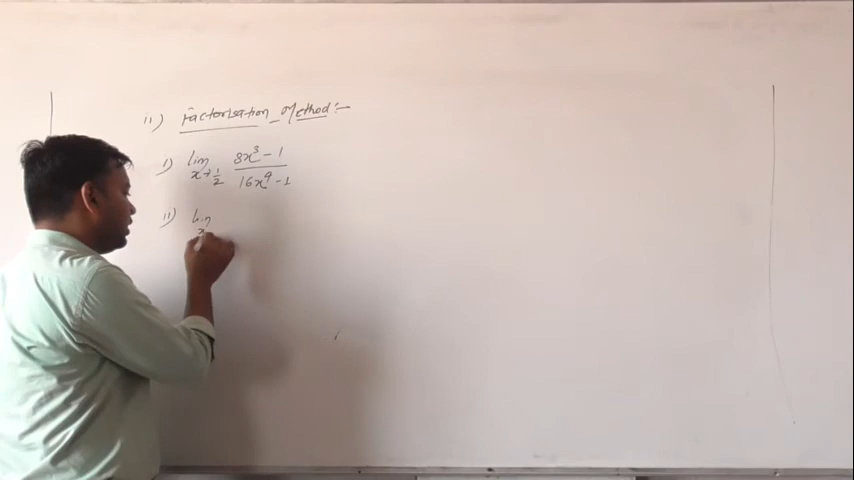 ii) Factorisation Method:-
i) lim x→1/2 8x³ - 1 / 16x⁴ - 1
ii) lim x